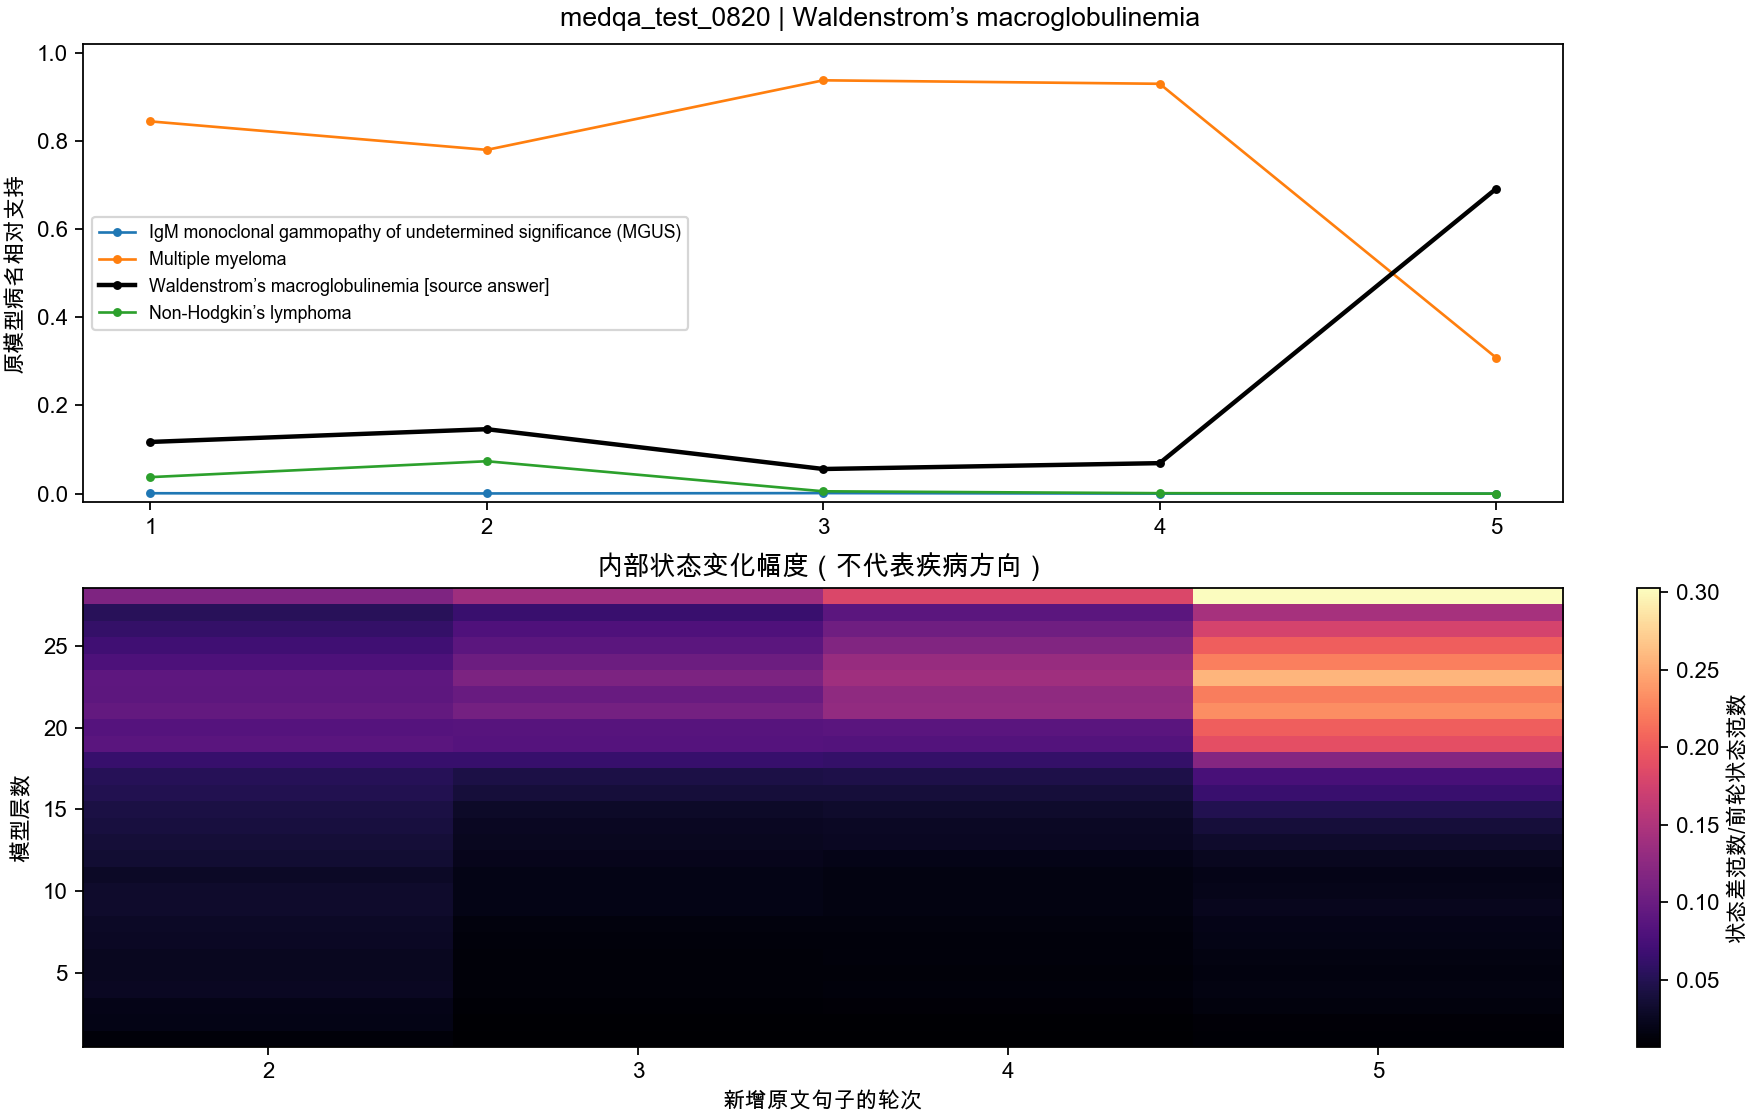 medqa_test_0820 | Waldenstrom’s macroglobulinemia
原模型病名相对支持
1.0
0.8
0.6
0.4
0.2
0.0
IgM monoclonal gammopathy of undetermined significance (MGUS)
Multiple myeloma
Waldenstrom’s macroglobulinemia [source answer]
Non-Hodgkin’s lymphoma
1 2 3 4 5
内部状态变化幅度（不代表疾病方向）
模型层数
25
20
15
10
5
2 3 4 5
新增原文句子的轮次
0.30
0.25
0.20
0.15
0.10
0.05
状态差范数/前轮状态范数